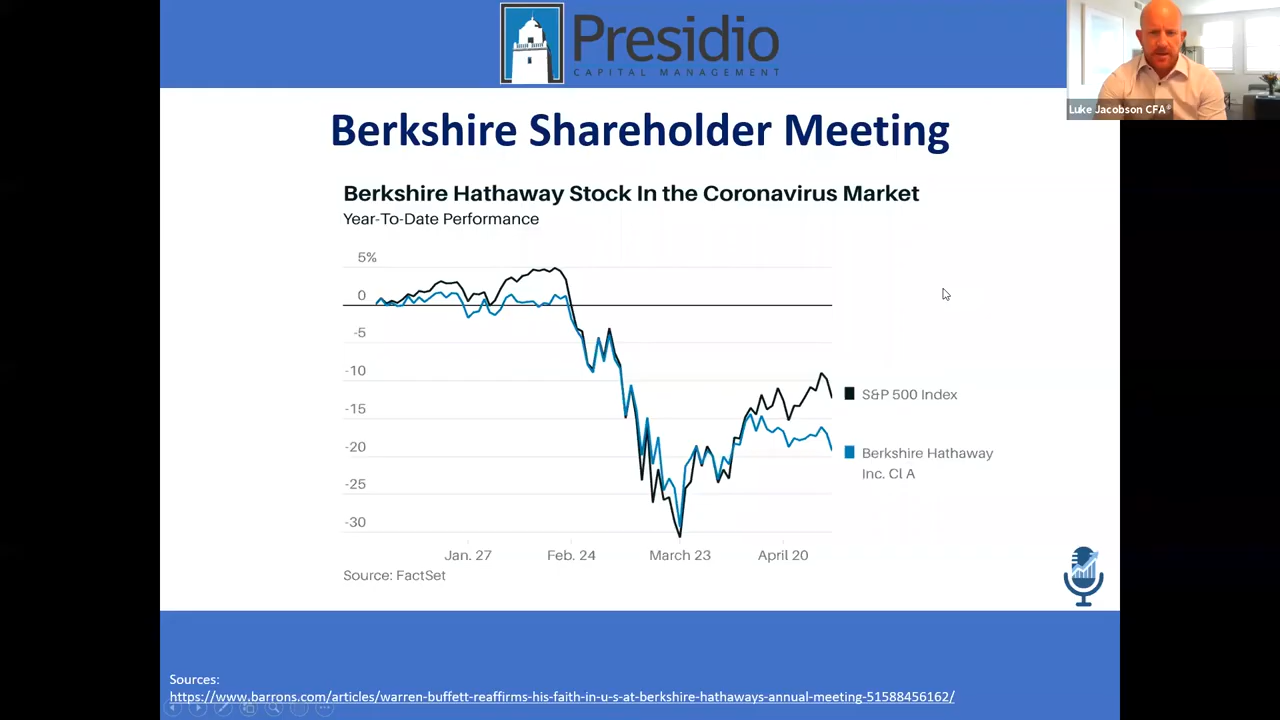 Presidio
CAPITAL MANAGEMENT
Luke Jacobson CFA®
Berkshire Shareholder Meeting
Berkshire Hathaway Stock In the Coronavirus Market
Year-To-Date Performance
5%
0
-5
-10
-15
-20
-25
-30
S&P 500 Index
Berkshire Hathaway
Inc. Cl A
Jan. 27 Feb. 24 March 23 April 20
Source: FactSet
Sources:
https://www.barrons.com/articles/warren-buffett-reaffirms-his-faith-in-u-s-at-berkshire-hathaways-annual-meeting-51588456162/